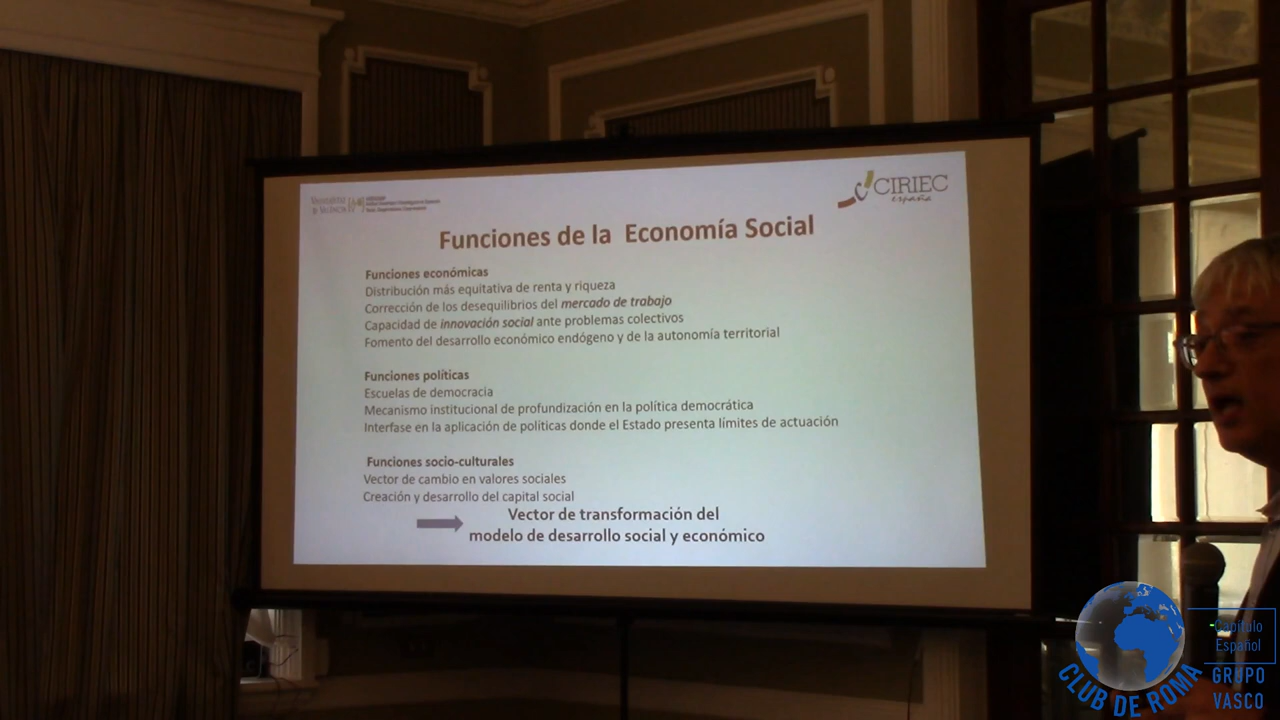 CIRIEC
españa
Funciones de la Economía Social
Funciones económicas
Distribución más equitativa de renta y riqueza
Corrección de los desequilibrios del mercado de trabajo
Capacidad de innovación social ante problemas colectivos
Fomento del desarrollo económico endógeno y de la autonomía territorial
Funciones políticas
Escuelas de democracia
Mecanismo institucional de profundización en la política democrática
Interfase en la aplicación de políticas donde el Estado presenta límites de actuación
Funciones socio-culturales
Vector de cambio en valores sociales
Creación y desarrollo del capital social
Vector de transformación del
modelo de desarrollo social y económico
Capítulo
Español
GRUPO
VASCO
CLUB DE ROMA